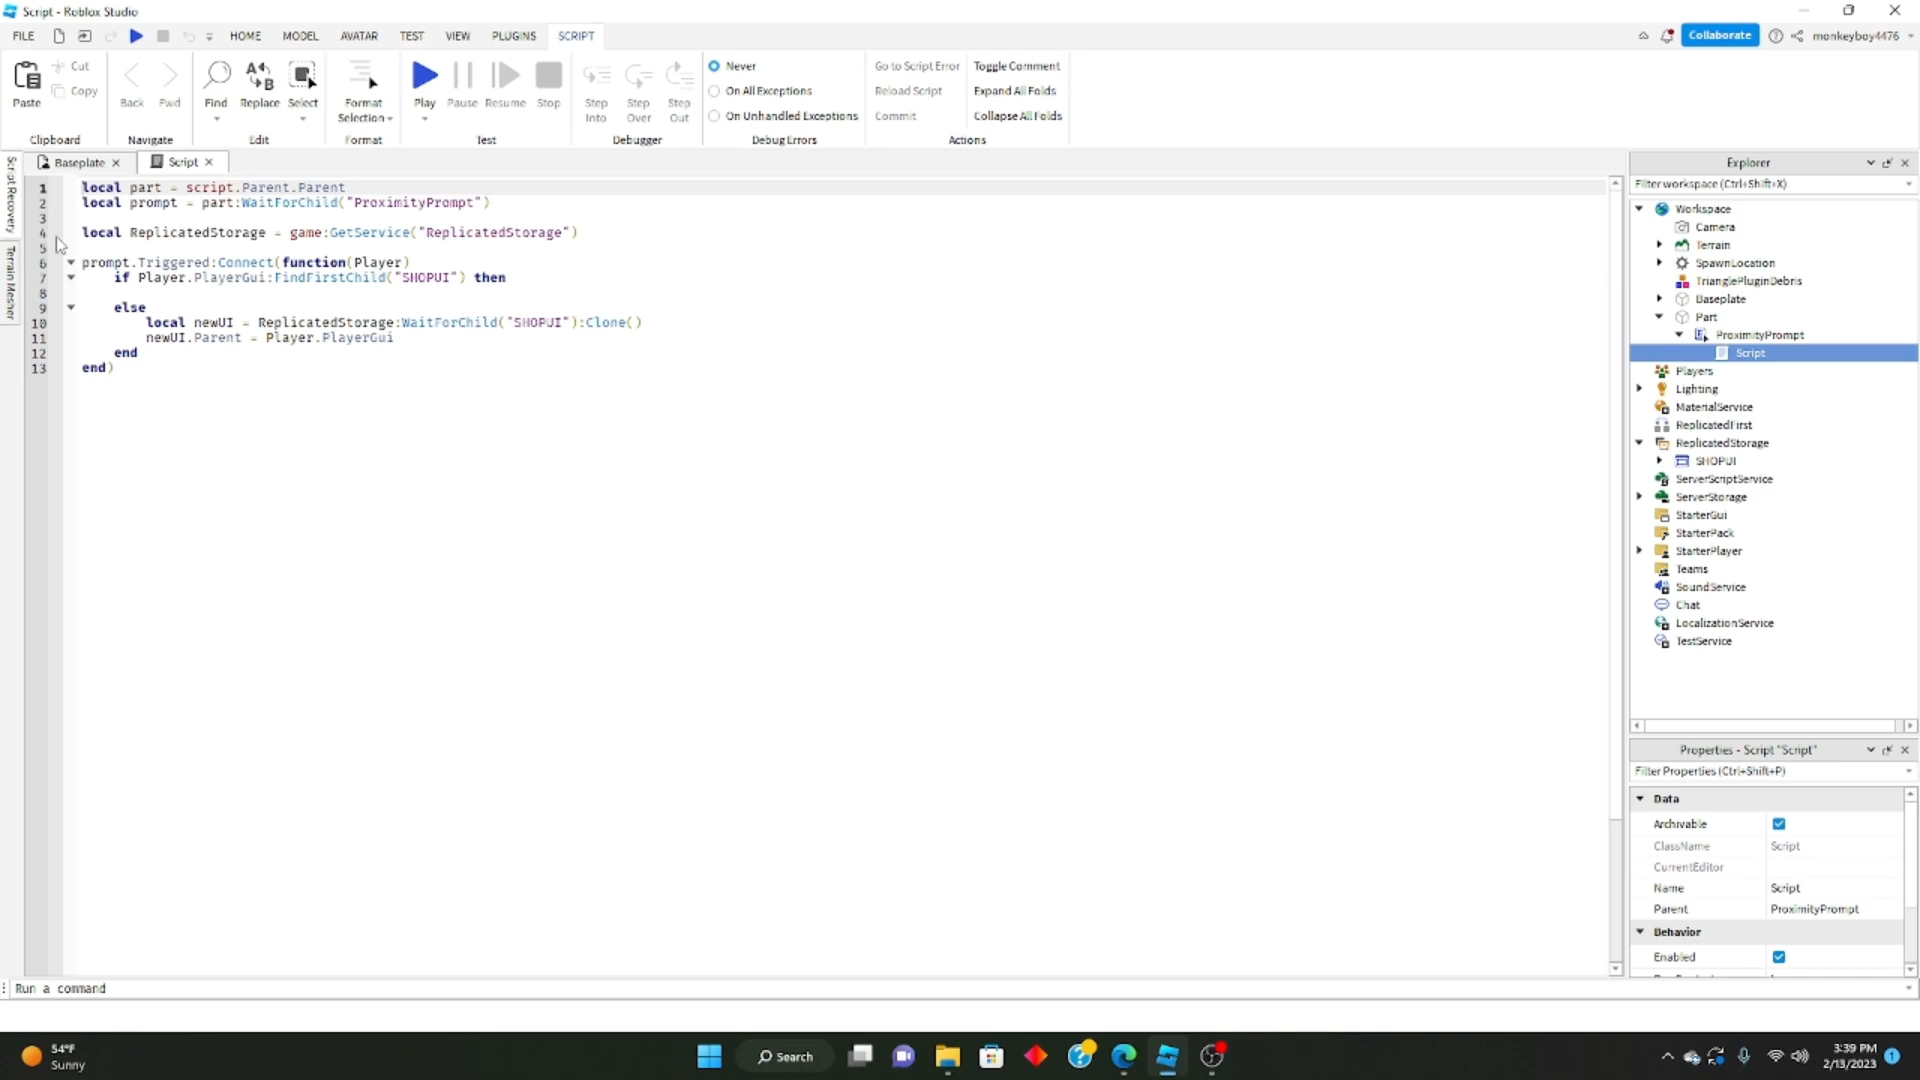 Script - Roblox Studio
FILE HOME MODEL AVATAR TEST VIEW PLUGINS SCRIPT Collaborate monkeyboy4476
Paste Cut Copy Back Fwd Find Replace Select Format Selection Play Pause Resume Stop Step Into Step Over Step Out
Never
On All Exceptions
On Unhandled Exceptions
Go to Script Error Toggle Comment
Reload Script Expand All Folds
Commit Collapse All Folds
Clipboard Navigate Edit Format Test Debugger Debug Errors Actions
Script Recovery
Terrain Mesher
Baseplate Script
1 local part = script.Parent.Parent
2 local prompt = part:WaitForChild("ProximityPrompt")
3
4 local ReplicatedStorage = game:GetService("ReplicatedStorage")
5
6 prompt.Triggered:Connect(function(Player)
7 if Player.PlayerGui:FindFirstChild("SHOPUI") then
8
9 else
10 local newUI = ReplicatedStorage:WaitForChild("SHOPUI"):Clone()
11 newUI.Parent = Player.PlayerGui
12 end
13 end)
Explorer
Filter workspace (Ctrl+Shift+X)
Workspace
Camera
Terrain
SpawnLocation
TrianglePluginDebris
Baseplate
Part
ProximityPrompt
Script
Players
Lighting
MaterialService
ReplicatedFirst
ReplicatedStorage
SHOPUI
ServerScriptService
ServerStorage
StarterGui
StarterPack
StarterPlayer
Teams
SoundService
Chat
LocalizationService
TestService
Properties - Script "Script"
Filter Properties (Ctrl+Shift+P)
Data
Archivable
ClassName Script
CurrentEditor
Name Script
Parent ProximityPrompt
Behavior
Enabled
Run a command
54°F
Sunny
Search
3:39 PM
2/13/2023
1